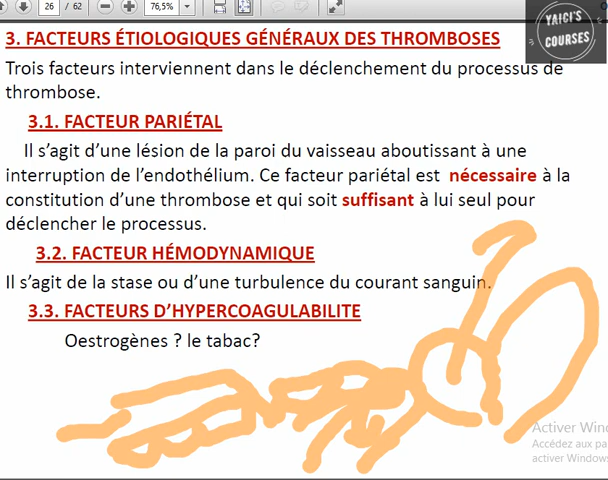 26 / 62
76,5%
YAICI'S
COURSES
3. FACTEURS ÉTIOLOGIQUES GÉNÉRAUX DES THROMBOSES
Trois facteurs interviennent dans le déclenchement du processus de
thrombose.
3.1. FACTEUR PARIÉTAL
Il s’agit d’une lésion de la paroi du vaisseau aboutissant à une
interruption de l’endothélium. Ce facteur pariétal est nécessaire à la
constitution d’une thrombose et qui soit suffisant à lui seul pour
déclencher le processus.
3.2. FACTEUR HÉMODYNAMIQUE
Il s’agit de la stase ou d’une turbulence du courant sanguin.
3.3. FACTEURS D’HYPERCOAGULABILITE
Oestrogènes ? le tabac?
Activer Wind
Accédez aux pa
activer Windows